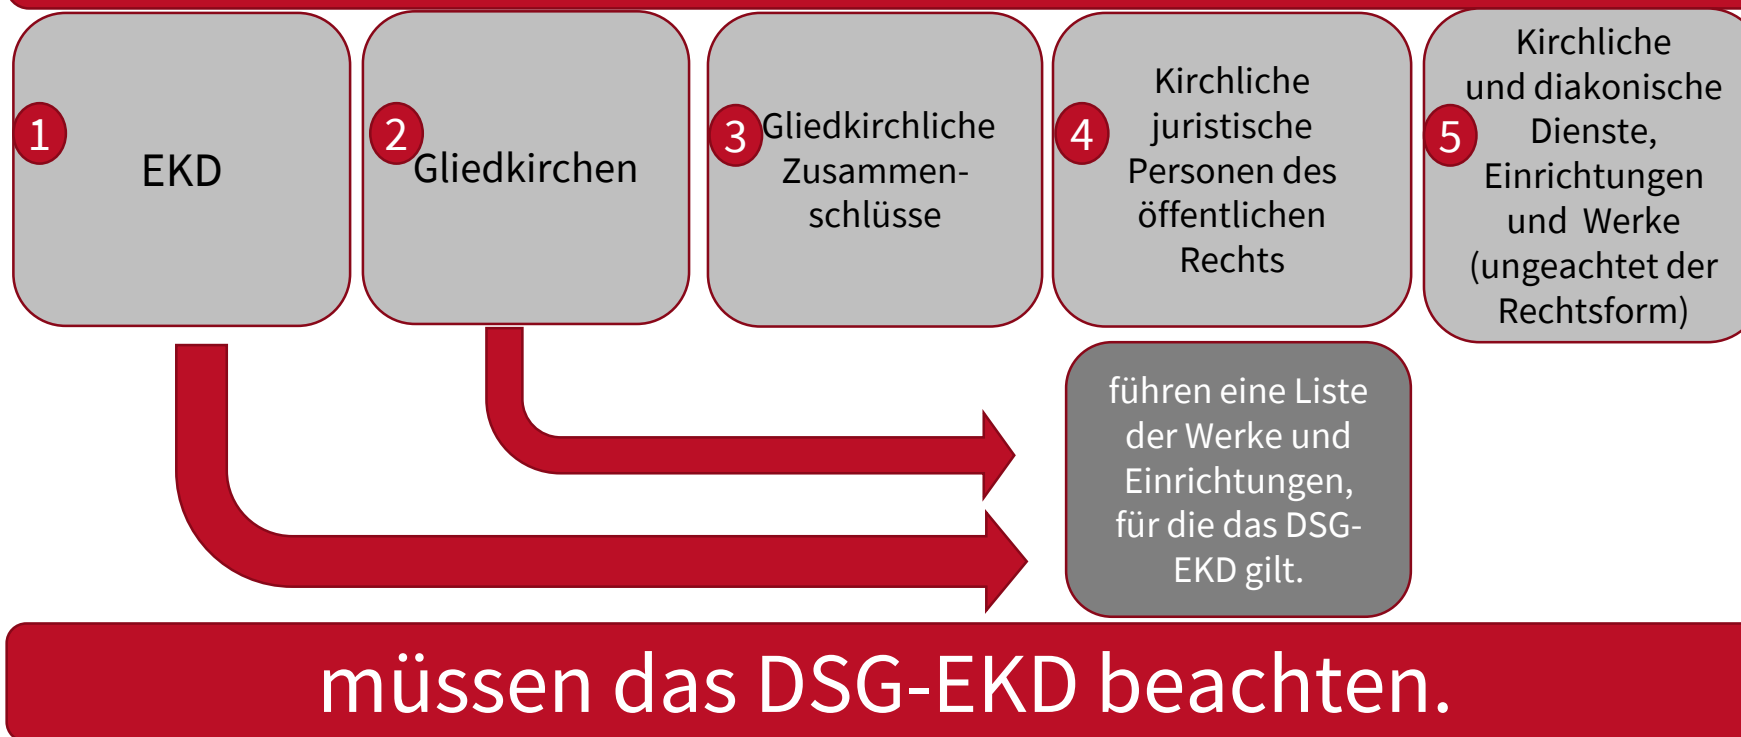 1
EKD
2
Gliedkirchen
3
Gliedkirchliche
Zusammen-
schlüsse
4
Kirchliche
juristische
Personen des
öffentlichen
Rechts
5
Kirchliche
und diakonische
Dienste,
Einrichtungen
und Werke
(ungeachtet der
Rechtsform)
führen eine Liste
der Werke und
Einrichtungen,
für die das DSG-
EKD gilt.
müssen das DSG-EKD beachten.